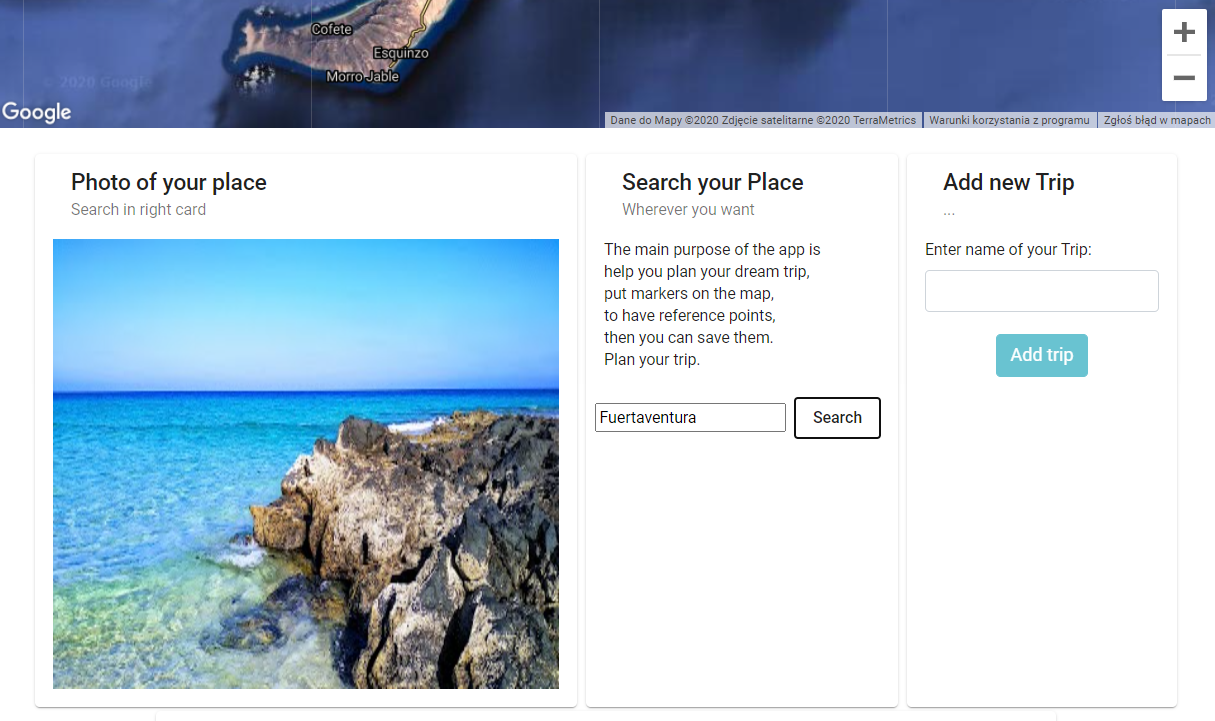 Cofete
Esquinzo
Morro Jable
© 2020 Google
Google
Dane do Mapy ©2020 Zdjęcie satelitarne ©2020 TerraMetrics
Warunki korzystania z programu
Zgłoś błąd w mapach
Photo of your place
Search in right card
Search your Place
Wherever you want
The main purpose of the app is
help you plan your dream trip,
put markers on the map,
to have reference points,
then you can save them.
Plan your trip.
Fuertaventura
Search
Add new Trip
...
Enter name of your Trip:
Add trip